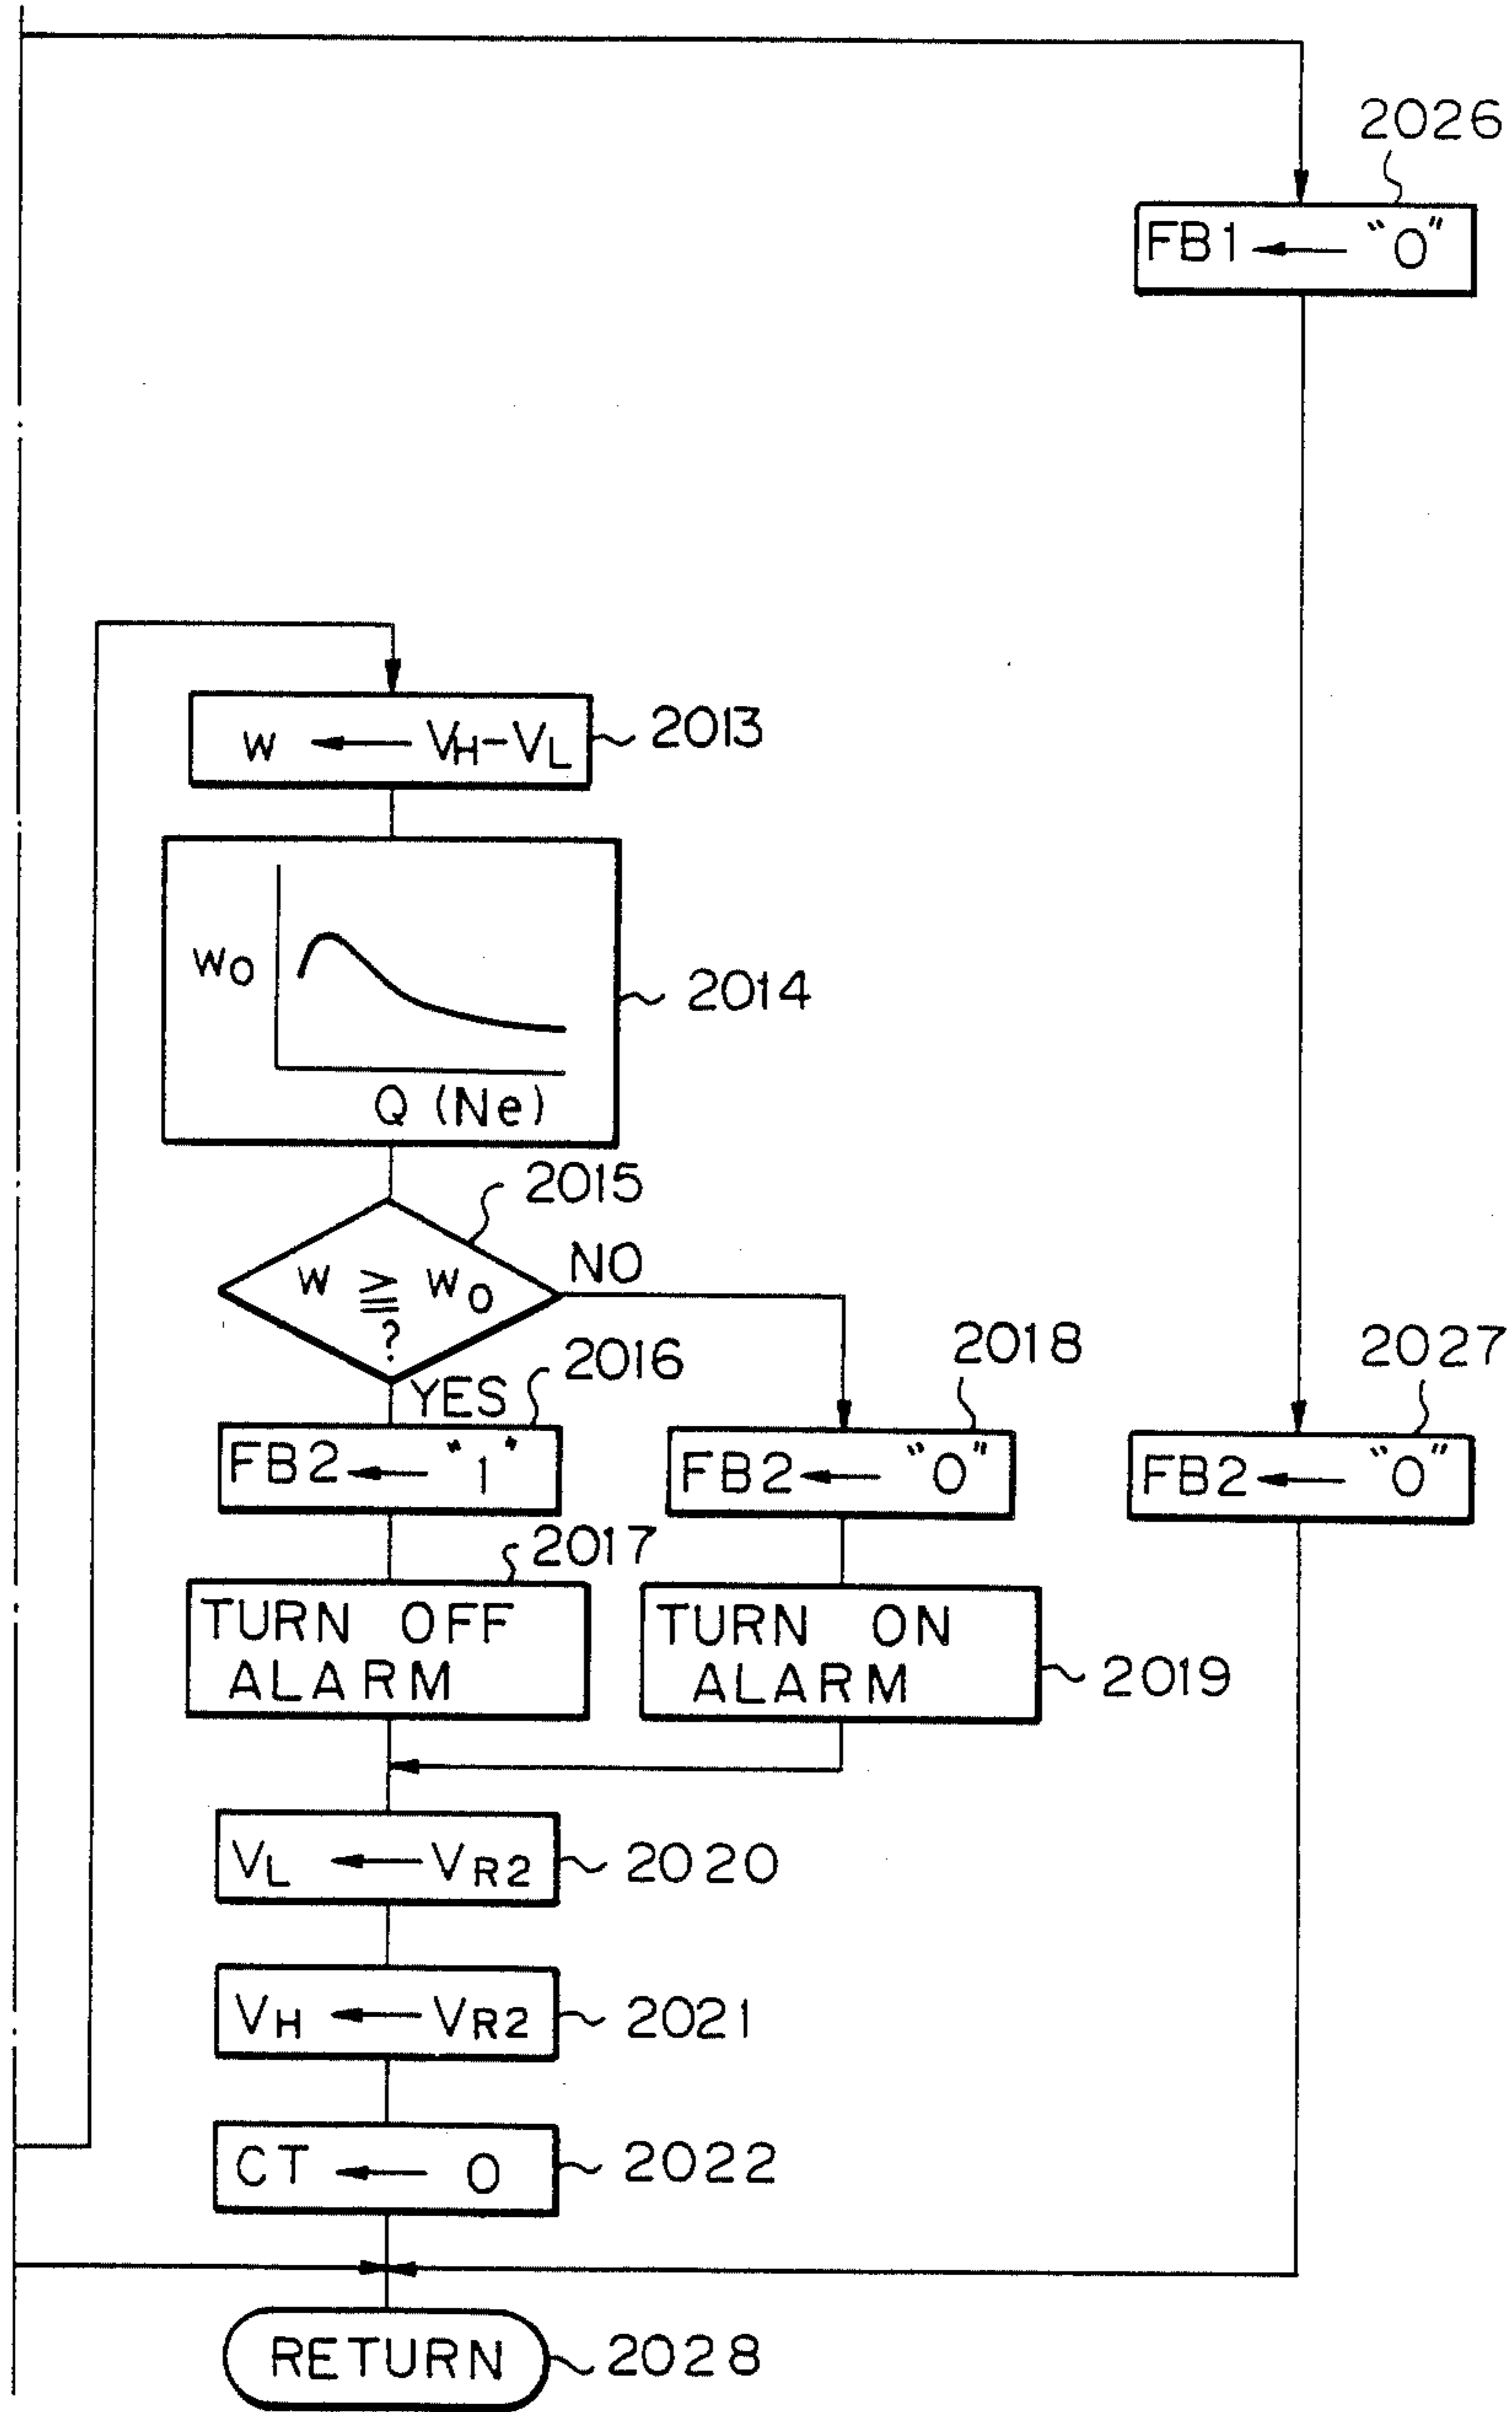 2026
FB1 ← "0"
W ← VH-VL
2013
W0
2014
Q (Ne)
2015
W ≧ W0
?
NO
YES
2016
2018
2027
FB2 ← "1"
FB2 ← "0"
FB2 ← "0"
2017
TURN OFF
ALARM
TURN ON
ALARM
2019
VL ← VR2
2020
VH ← VR2
2021
CT ← 0
2022
RETURN
2028